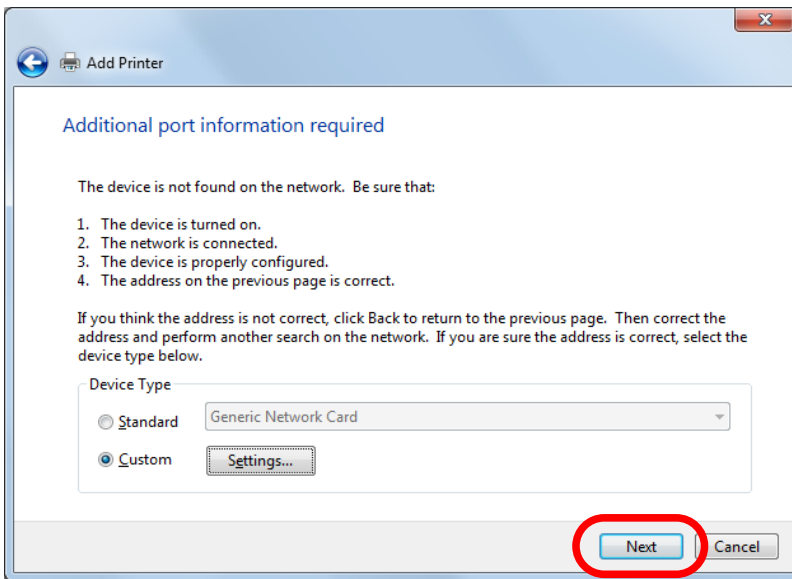 Add Printer
Additional port information required
The device is not found on the network. Be sure that:
1. The device is turned on.
2. The network is connected.
3. The device is properly configured.
4. The address on the previous page is correct.
If you think the address is not correct, click Back to return to the previous page. Then correct the
address and perform another search on the network. If you are sure the address is correct, select the
device type below.
Device Type
Standard
Generic Network Card
Custom
Settings...
Next
Cancel